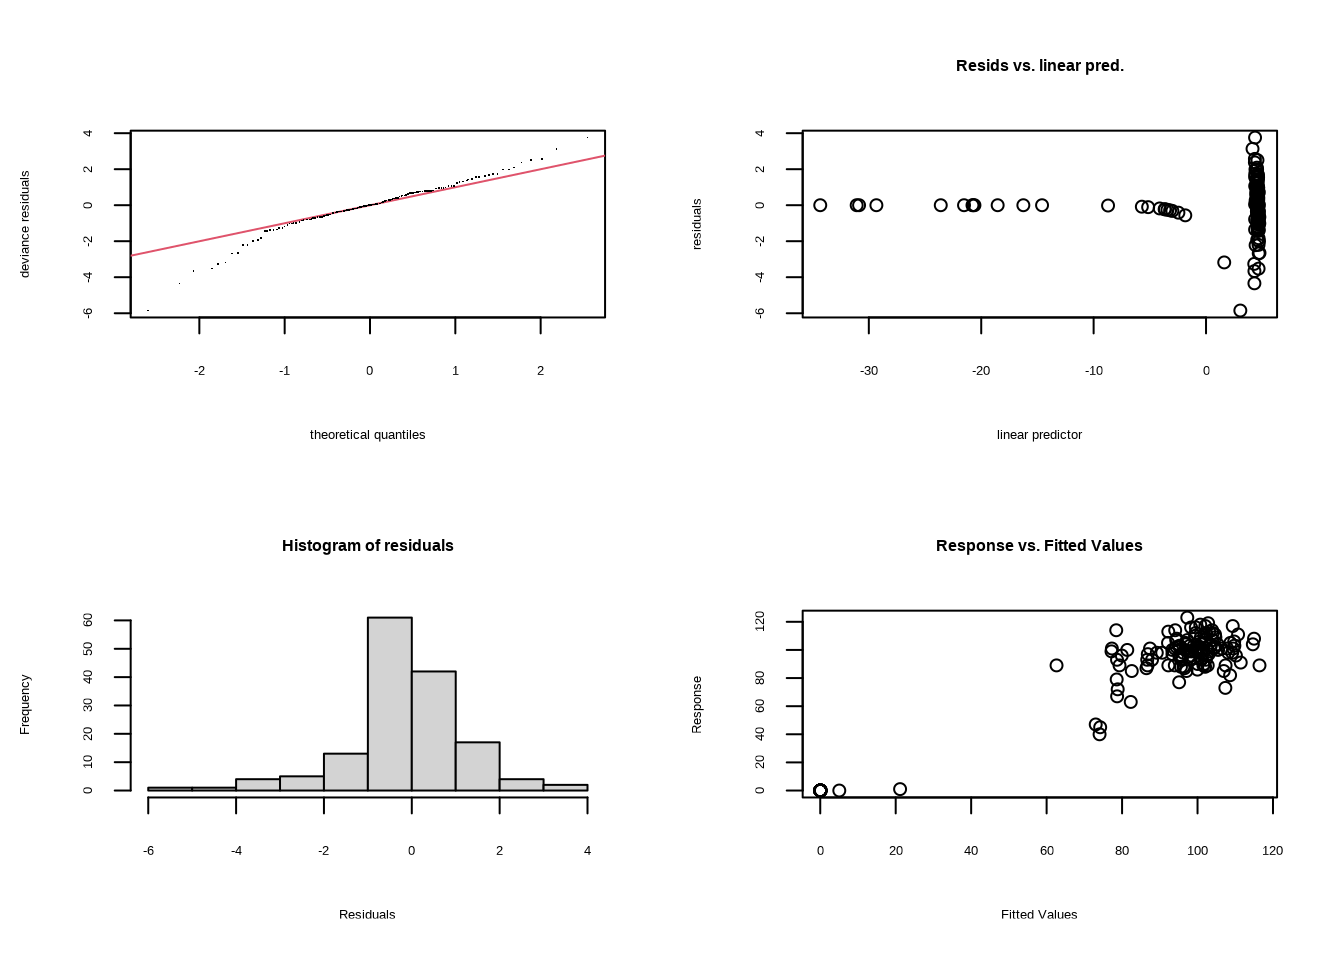 deviance residuals
4
2
0
-2
-4
-6
-2 -1 0 1 2
theoretical quantiles
Resids vs. linear pred.
residuals
4
2
0
-2
-4
-6
-30 -20 -10 0
linear predictor
Histogram of residuals
Frequency
60
50
40
30
20
10
0
-6 -4 -2 0 2 4
Residuals
Response vs. Fitted Values
Response
120
80
60
40
20
0
0 20 40 60 80 100 120
Fitted Values